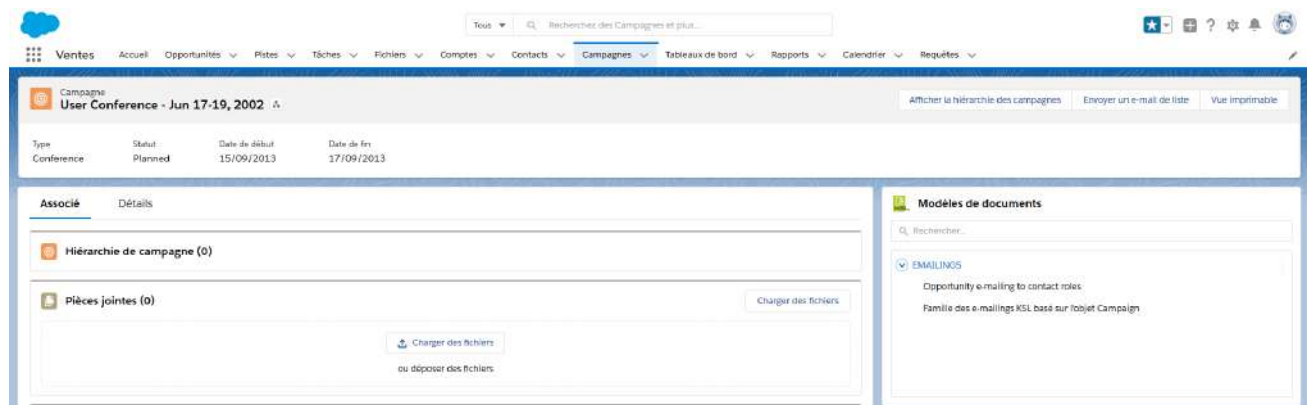 Tous Recherchez des Campagnes et plus...
Ventes Accueil Opportunités Pistes Tâches Fichiers Comptes Contacts Campagnes Tableaux de bord Rapports Calendrier Requêtes
Campagne
User Conference - Jun 17-19, 2002
Afficher la hiérarchie des campagnes Envoyer un e-mail de liste Vue imprimable
Type Statut Date de début Date de fin
Conference Planned 15/09/2013 17/09/2013
Associé Détails
Hiérarchie de campagne (0)
Pièces jointes (0) Charger des fichiers
Charger des fichiers
ou déposer des fichiers
Modèles de documents
Rechercher...
EMAILINGS
Opportunity e-mailing to contact roles
Famille des e-mailings KSL basé sur l'objet Campaign